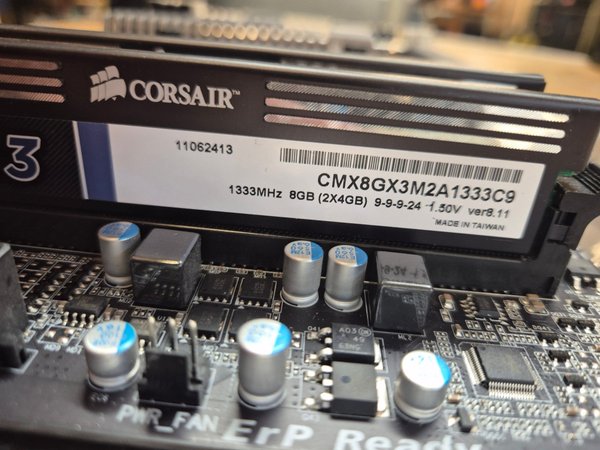 CORSAIR™
3
11062413
CMX8GX3M2A1333C9
1333MHz 8GB (2X4GB) 9-9-9-24 1.50V ver8.11
MADE IN TAIWAN
PWR_FAN
ErP Ready